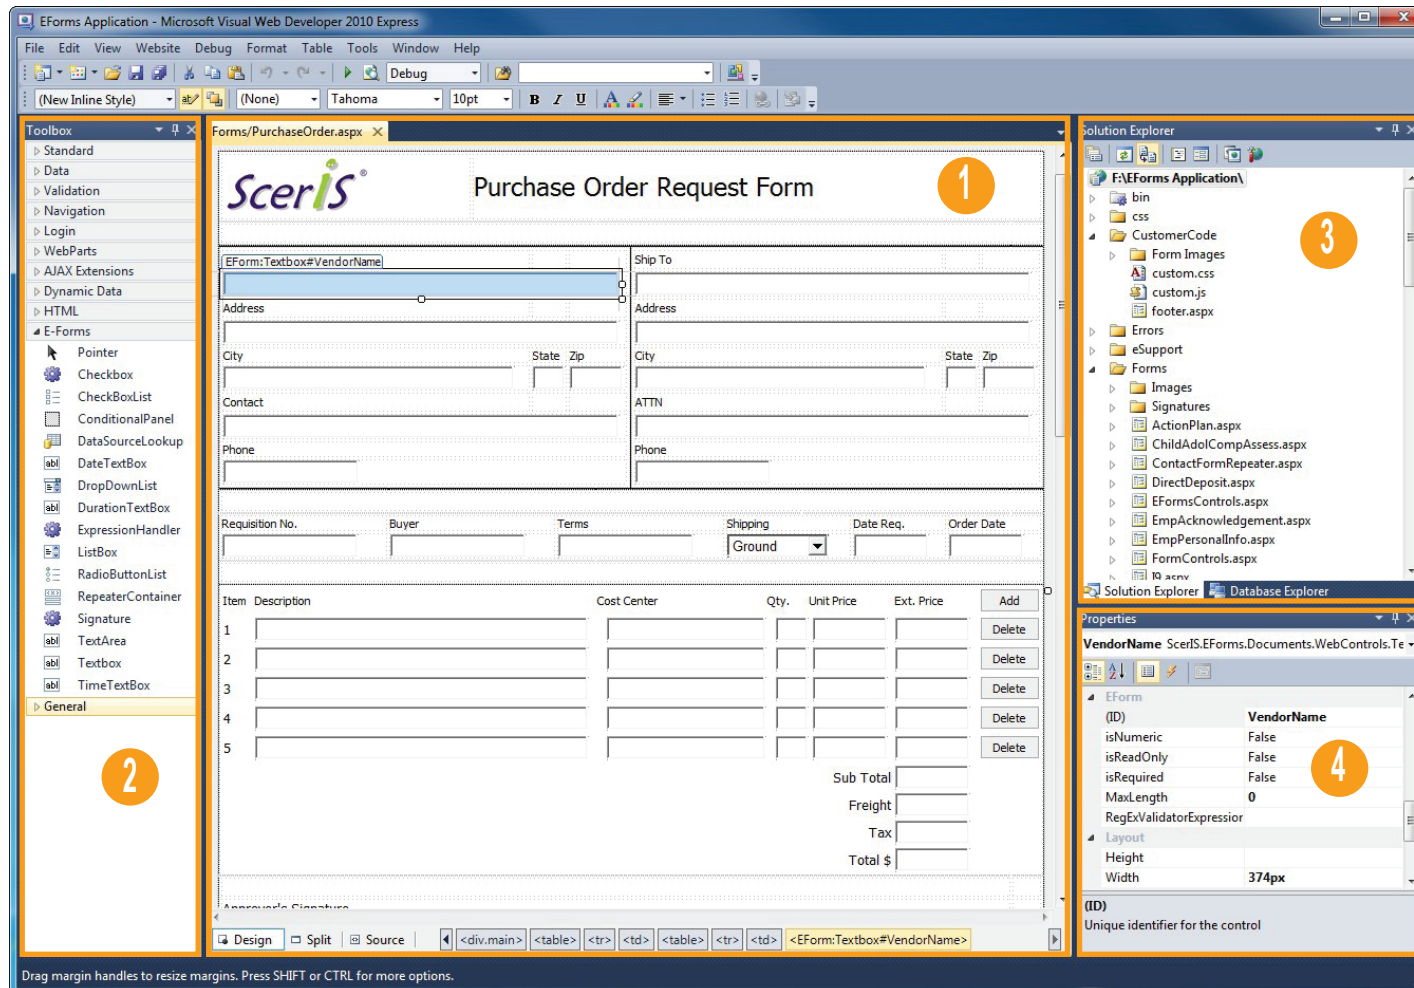 EForms Application - Microsoft Visual Web Developer 2010 Express
File Edit View Website Debug Format Table Tools Window Help
Debug
(New Inline Style) (None) Tahoma 10pt B I U A
Toolbox
Standard
Data
Validation
Navigation
Login
WebParts
AJAX Extensions
Dynamic Data
HTML
E-Forms
Pointer
Checkbox
CheckBoxList
ConditionalPanel
DataSourceLookup
DateTextBox
DropDownList
DurationTextBox
ExpressionHandler
ListBox
RadioButtonList
RepeaterContainer
Signature
TextArea
Textbox
TimeTextBox
General
2
Forms/PurchaseOrder.aspx
ScerIS®
Purchase Order Request Form
1
EForm:Textbox#VendorName
Ship To
Address Address
City State Zip City State Zip
Contact ATTN
Phone Phone
Requisition No. Buyer Terms Shipping Date Req. Order Date
Ground
Item Description Cost Center Qty. Unit Price Ext. Price Add
1 Delete
2 Delete
3 Delete
4 Delete
5 Delete
Sub Total
Freight
Tax
Total $
Approver's Signature
Design Split Source <div.main> <table> <tr> <td> <table> <tr> <td> <EForm:Textbox#VendorName>
Solution Explorer
F:\EForms Application\
bin
css
CustomerCode
Form Images
custom.css
custom.js
footer.aspx
Errors
eSupport
Forms
Images
Signatures
ActionPlan.aspx
ChildAdolCompAssess.aspx
ContactFormRepeater.aspx
DirectDeposit.aspx
EFormsControls.aspx
EmpAcknowledgement.aspx
EmpPersonalInfo.aspx
FormControls.aspx
I9.aspx
3
Solution Explorer Database Explorer
Properties
VendorName ScerIS.EForms.Documents.WebControls.Te
EForm
(ID) VendorName
isNumeric False
isReadOnly False
isRequired False
MaxLength 0
RegExValidatorExpression
Layout
Height
Width 374px
4
(ID)
Unique identifier for the control
Drag margin handles to resize margins. Press SHIFT or CTRL for more options.